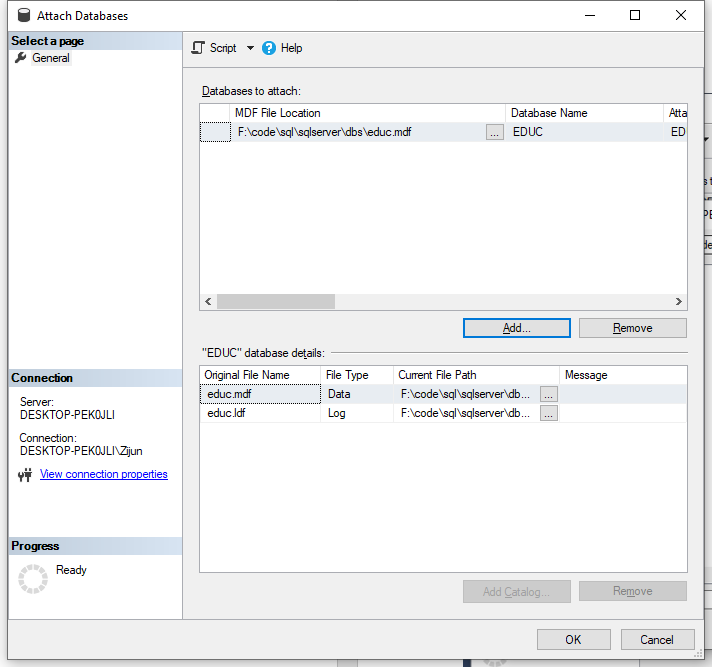 Attach Databases
Select a page
General
Script
Help
Databases to attach:
MDF File Location Database Name Atta
F:\code\sql\sqlserver\dbs\educ.mdf ... EDUC ED
Add... Remove
"EDUC" database details:
Original File Name File Type Current File Path Message
educ.mdf Data F:\code\sql\sqlserver\db... ...
educ.ldf Log F:\code\sql\sqlserver\db... ...
Connection
Server:
DESKTOP-PEK0JLI
Connection:
DESKTOP-PEK0JLI\Zijun
View connection properties
Progress
Ready
Add Catalog... Remove
OK Cancel